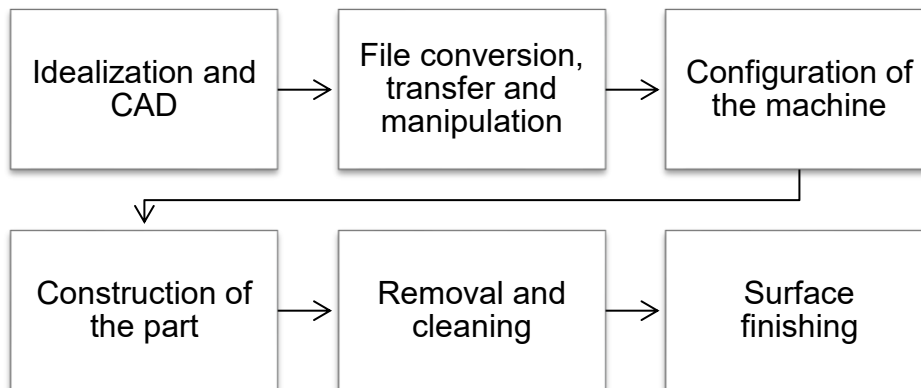 Idealization and
CAD
File conversion,
transfer and
manipulation
Configuration of
the machine
Construction of
the part
Removal and
cleaning
Surface
finishing